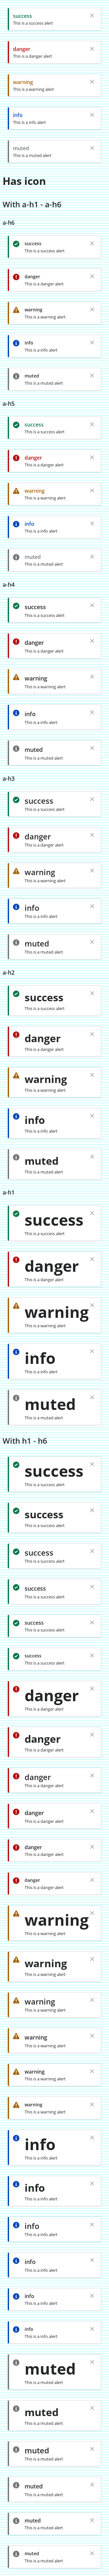 success
This is a success alert
danger
This is a danger alert
warning
This is a warning alert
info
This is a info alert
muted
This is a muted alert
Has icon
With a-h1 - a-h6
a-h6
success
This is a success alert
danger
This is a danger alert
warning
This is a warning alert
info
This is a info alert
muted
This is a muted alert
a-h5
success
This is a success alert
danger
This is a danger alert
warning
This is a warning alert
info
This is a info alert
muted
This is a muted alert
a-h4
success
This is a success alert
danger
This is a danger alert
warning
This is a warning alert
info
This is a info alert
muted
This is a muted alert
a-h3
success
This is a success alert
danger
This is a danger alert
warning
This is a warning alert
info
This is a info alert
muted
This is a muted alert
a-h2
success
This is a success alert
danger
This is a danger alert
warning
This is a warning alert
info
This is a info alert
muted
This is a muted alert
a-h1
success
This is a success alert
danger
This is a danger alert
warning
This is a warning alert
info
This is a info alert
muted
This is a muted alert
With h1 - h6
success
This is a success alert
success
This is a success alert
success
This is a success alert
success
This is a success alert
success
This is a success alert
success
This is a success alert
danger
This is a danger alert
danger
This is a danger alert
danger
This is a danger alert
danger
This is a danger alert
danger
This is a danger alert
danger
This is a danger alert
warning
This is a warning alert
warning
This is a warning alert
warning
This is a warning alert
warning
This is a warning alert
warning
This is a warning alert
warning
This is a warning alert
info
This is a info alert
info
This is a info alert
info
This is a info alert
info
This is a info alert
info
This is a info alert
info
This is a info alert
muted
This is a muted alert
muted
This is a muted alert
muted
This is a muted alert
muted
This is a muted alert
muted
This is a muted alert
muted
This is a muted alert